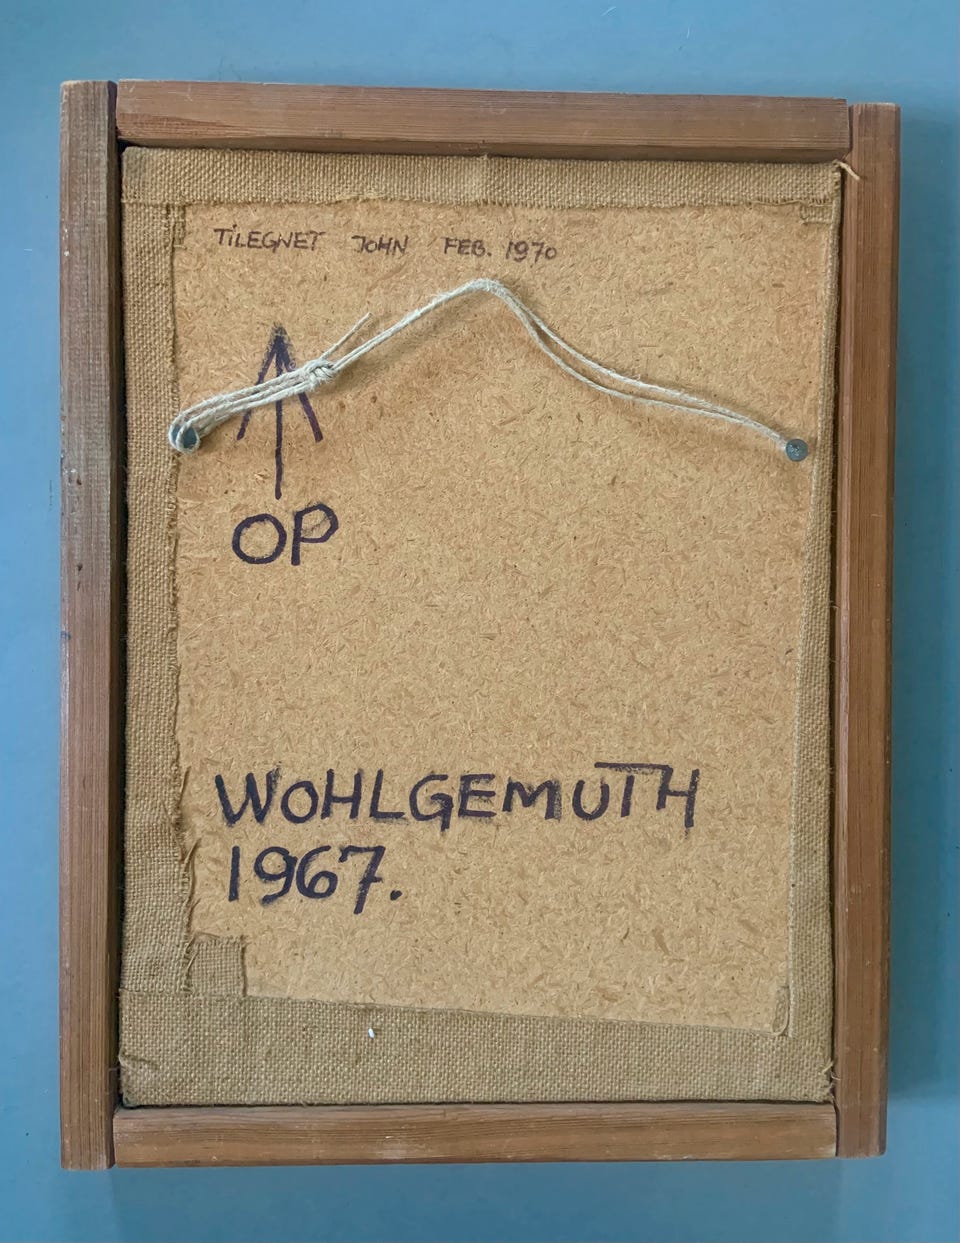 TILEGNET JOHN FEB. 1970
OP
WOHLGEMUTH
1967.